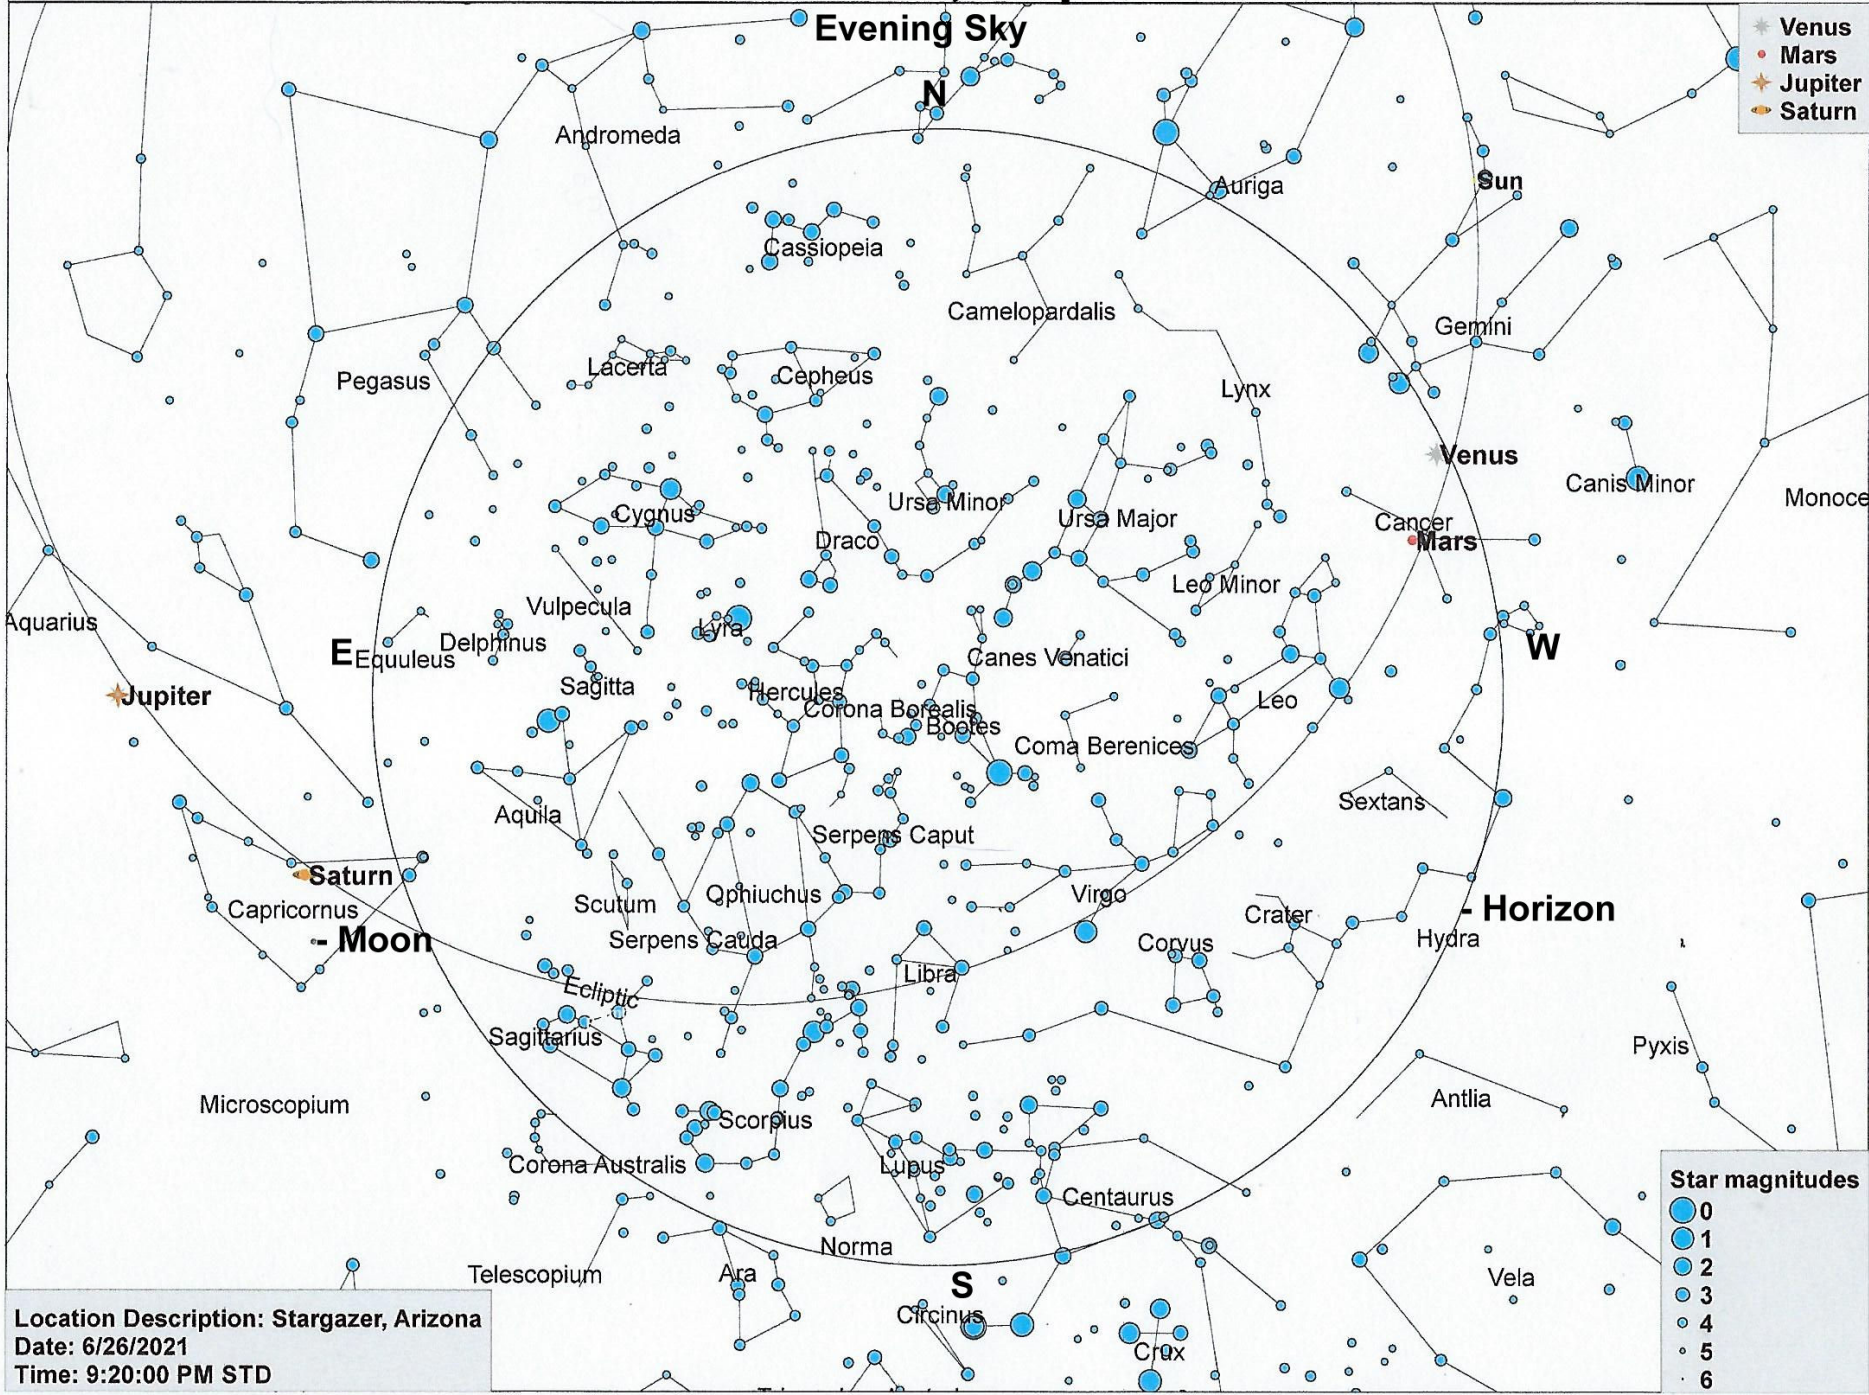 Evening Sky
Venus
Mars
Jupiter
Saturn
N
Andromeda
Auriga
Sun
Cassiopeia
Camelopardalis
Gemini
Lacerta
Cepheus
Pegasus
Lynx
Venus
Canis Minor
Monoce
Ursa Minor
Cygnus
Ursa Major
Cancer
Mars
Draco
Leo Minor
Vulpecula
Aquarius
Lyra
Delphinus
E
Equuleus
W
Canes Venatici
Sagitta
Hercules
Jupiter
Leo
Corona Borealis
Bootes
Coma Berenices
Sextans
Aquila
Serpens Caput
Saturn
Ophiuchus
Virgo
Scutum
Capricornus
- Horizon
Crater
- Moon
Serpens Cauda
Corvus
Hydra
Libra
Ecliptic
Sagittarius
Pyxis
Microscopium
Antlia
Scorpius
Corona Australis
Lupus
Centaurus
Norma
Telescopium
Ara
S
Vela
Circinus
Crux
Star magnitudes
0
1
2
3
4
5
6
Location Description: Stargazer, Arizona
Date: 6/26/2021
Time: 9:20:00 PM STD